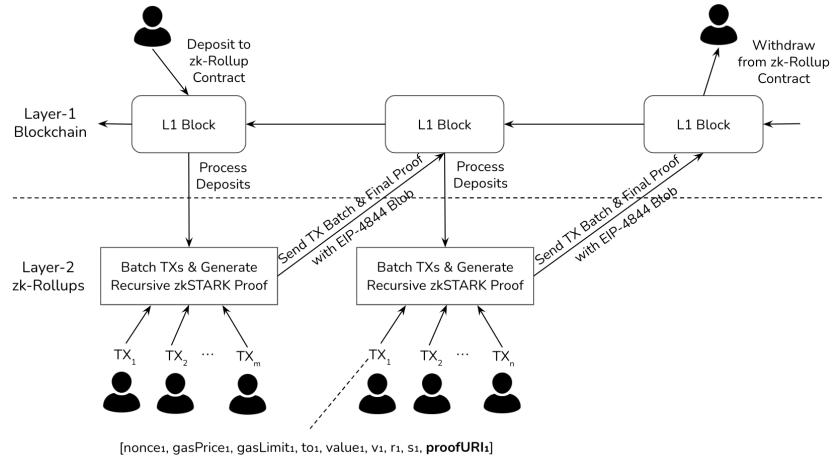 Deposit to
zk-Rollup
Contract
Withdraw
from zk-Rollup
Contract
Layer-1
Blockchain
L1 Block
L1 Block
L1 Block
Process
Deposits
Send TX Batch & Final Proof
with EIP-4844 Blob
Process
Deposits
Send TX Batch & Final Proof
with EIP-4844 Blob
Layer-2
zk-Rollups
Batch TXs & Generate
Recursive zkSTARK Proof
Batch TXs & Generate
Recursive zkSTARK Proof
TX₁ TX₂ ... TXₘ
TX₁ TX₂ ... TXₙ
[nonce₁, gasPrice₁, gasLimit₁, to₁, value₁, v₁, r₁, s₁, proofURI₁]